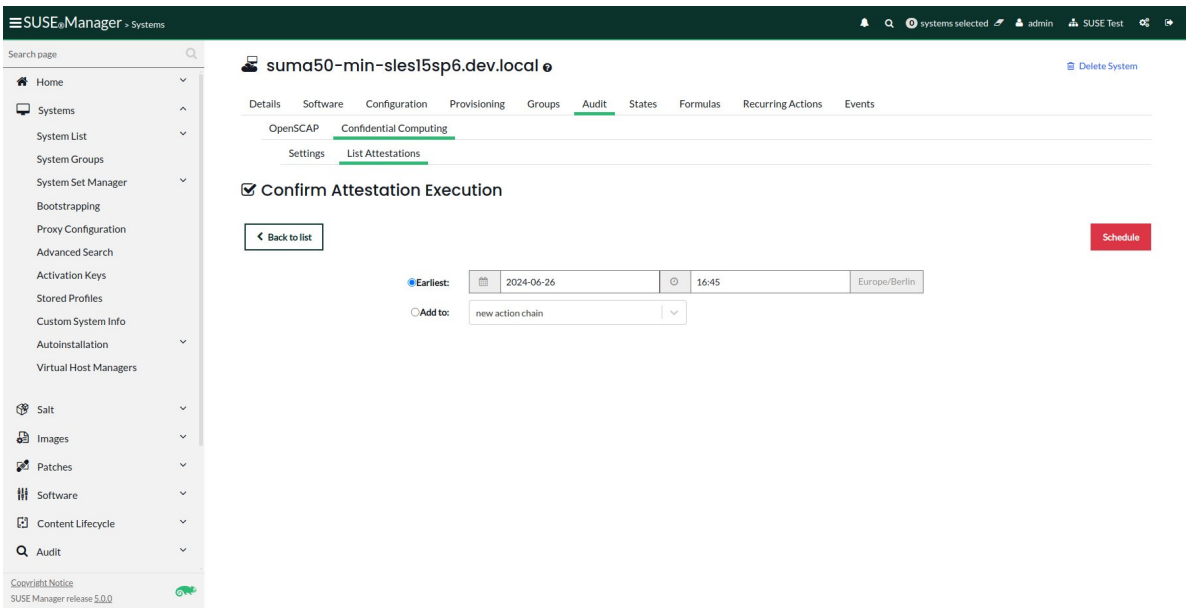 SUSE®Manager > Systems
0 systems selected admin SUSE Test
Search page
Home
Systems
System List
System Groups
System Set Manager
Bootstrapping
Proxy Configuration
Advanced Search
Activation Keys
Stored Profiles
Custom System Info
Autoinstallation
Virtual Host Managers
Salt
Images
Patches
Software
Content Lifecycle
Audit
Copyright Notice
SUSE Manager release 5.0.0
suma50-min-sles15sp6.dev.local
Delete System
Details Software Configuration Provisioning Groups Audit States Formulas Recurring Actions Events
OpenSCAP Confidential Computing
Settings List Attestations
Confirm Attestation Execution
Back to list
Schedule
Earliest: 2024-06-26 16:45 Europe/Berlin
Add to: new action chain